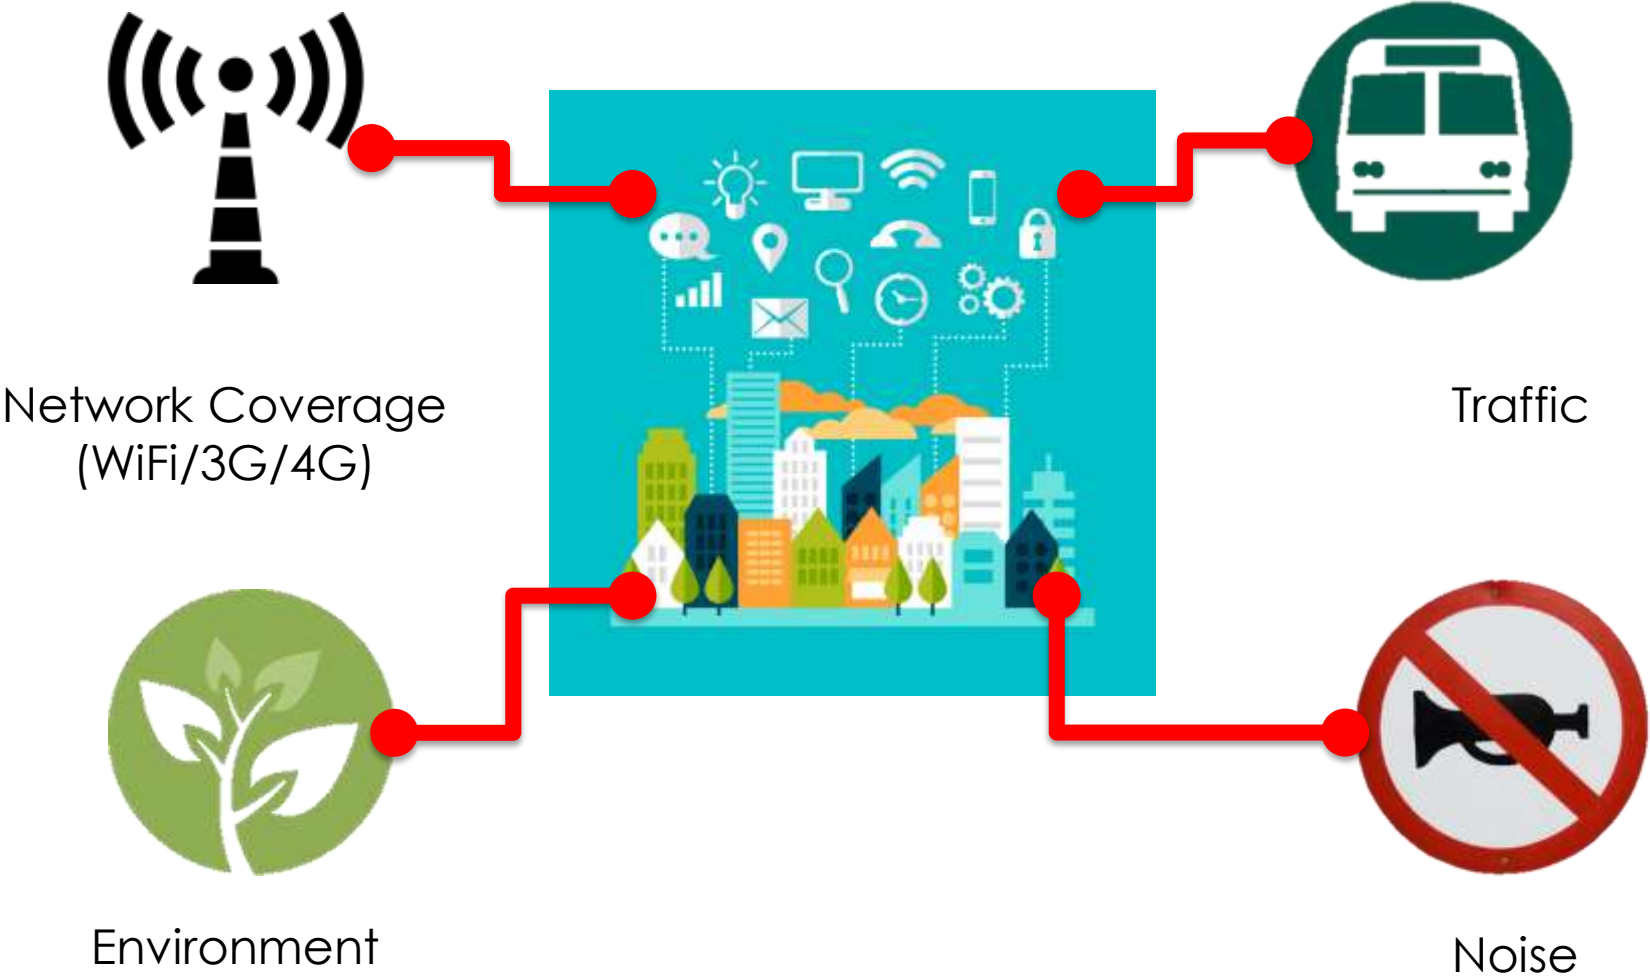 Network Coverage
(WiFi/3G/4G)
Traffic
Environment
Noise